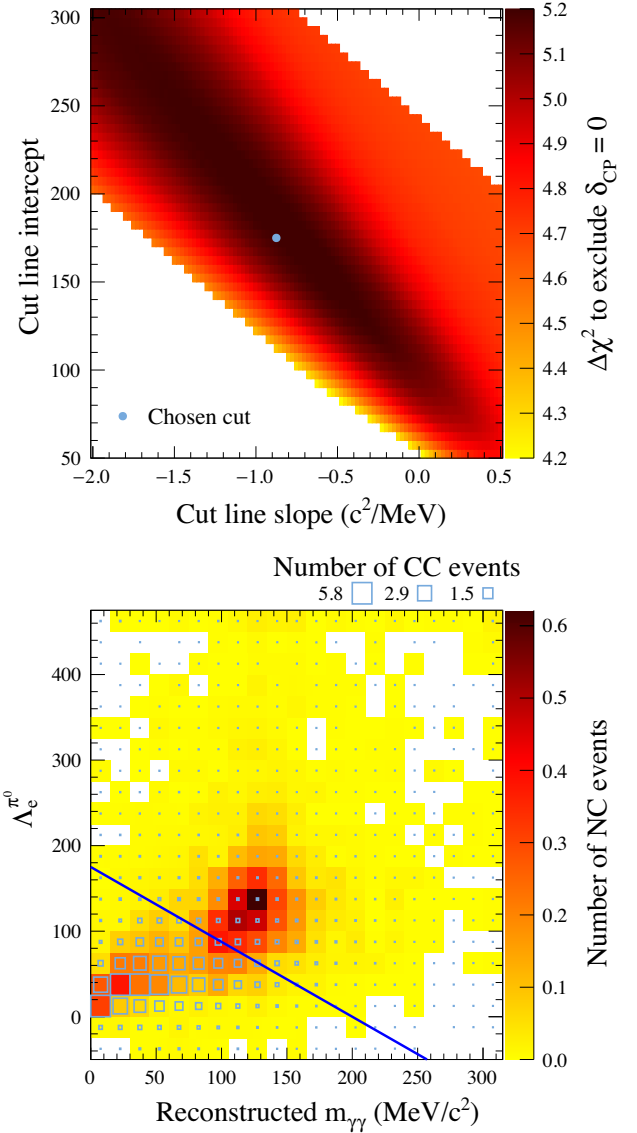 300
250
200
150
100
50
Cut line intercept
Chosen cut
−2.0 −1.5 −1.0 −0.5 0.0 0.5
Cut line slope (c²/MeV)
5.2
5.1
5.0
4.9
4.8
4.7
4.6
4.5
4.4
4.3
4.2
Δχ² to exclude δ_CP = 0
Number of CC events
5.8 2.9 1.5
400
300
200
100
0
Λ_e^π⁰
0 50 100 150 200 250 300
Reconstructed m_γγ (MeV/c²)
0.6
0.5
0.4
0.3
0.2
0.1
0.0
Number of NC events